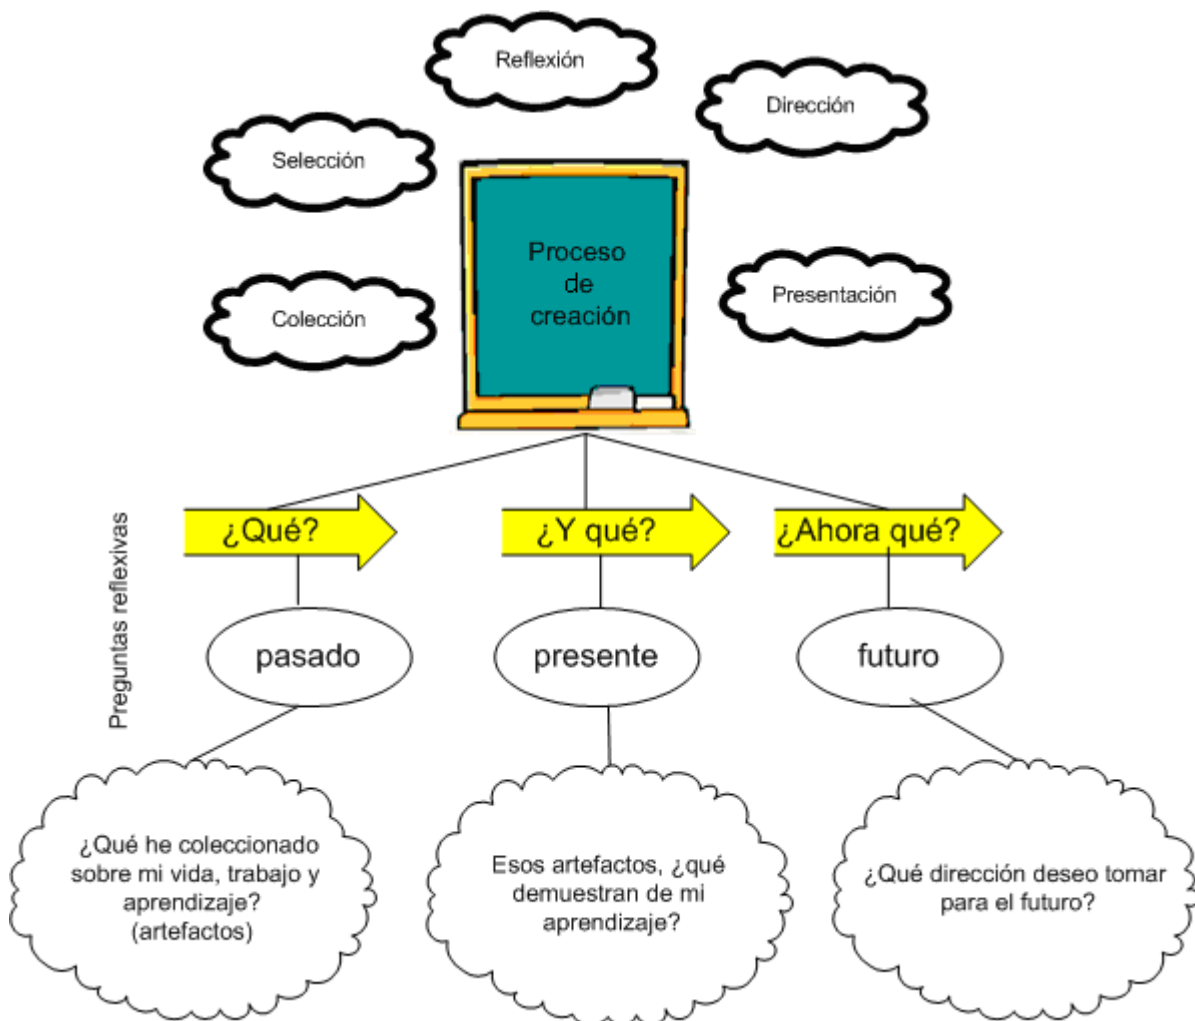 Reflexión
Dirección
Selección
Colección
Presentación
Proceso
de
creación
Preguntas reflexivas
¿Qué?
¿Y qué?
¿Ahora qué?
pasado
presente
futuro
¿Qué he coleccionado
sobre mi vida, trabajo y
aprendizaje?
(artefactos)
Esos artefactos, ¿qué
demuestran de mi
aprendizaje?
¿Qué dirección deseo tomar
para el futuro?